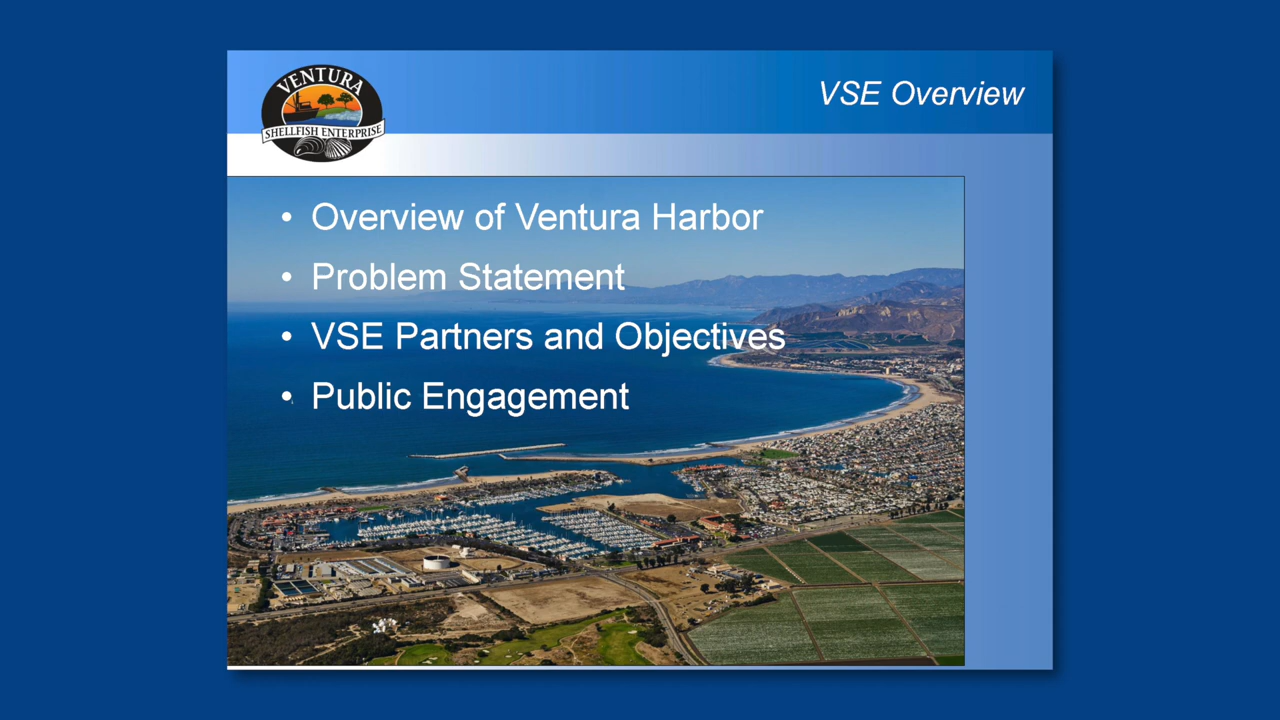 VENTURA
SHELLFISH ENTERPRISE
VSE Overview
• Overview of Ventura Harbor
• Problem Statement
• VSE Partners and Objectives
• Public Engagement